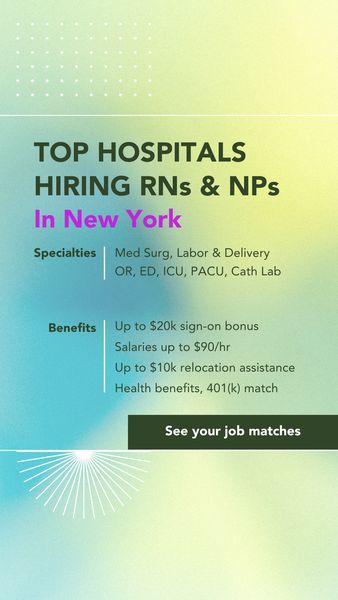 TOP HOSPITALS
HIRING RNs & NPs
In New York
Specialties
Med Surg, Labor & Delivery
OR, ED, ICU, PACU, Cath Lab
Benefits
Up to $20k sign-on bonus
Salaries up to $90/hr
Up to $10k relocation assistance
Health benefits, 401(k) match
See your job matches